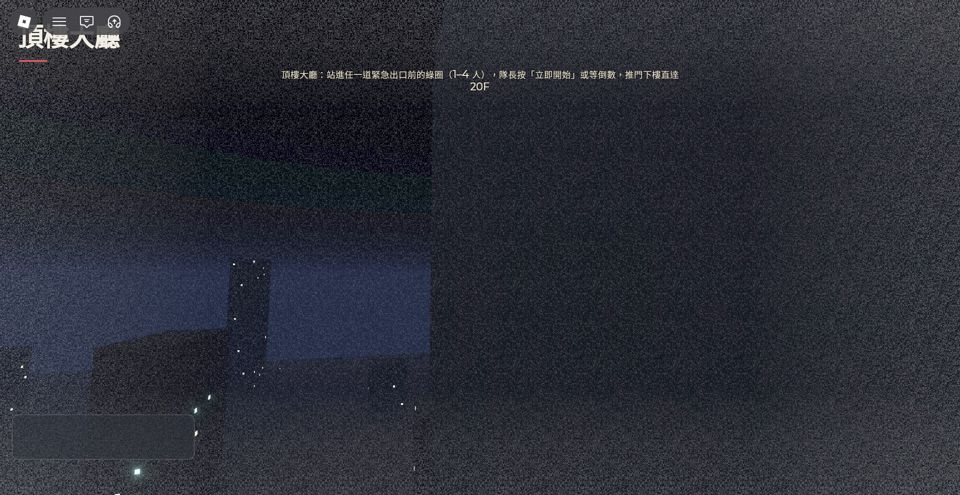 頂樓大廳
頂樓大廳：站進任一道緊急出口前的綠圈（1–4 人），隊長按「立即開始」或等倒數，推門下樓直達
20F